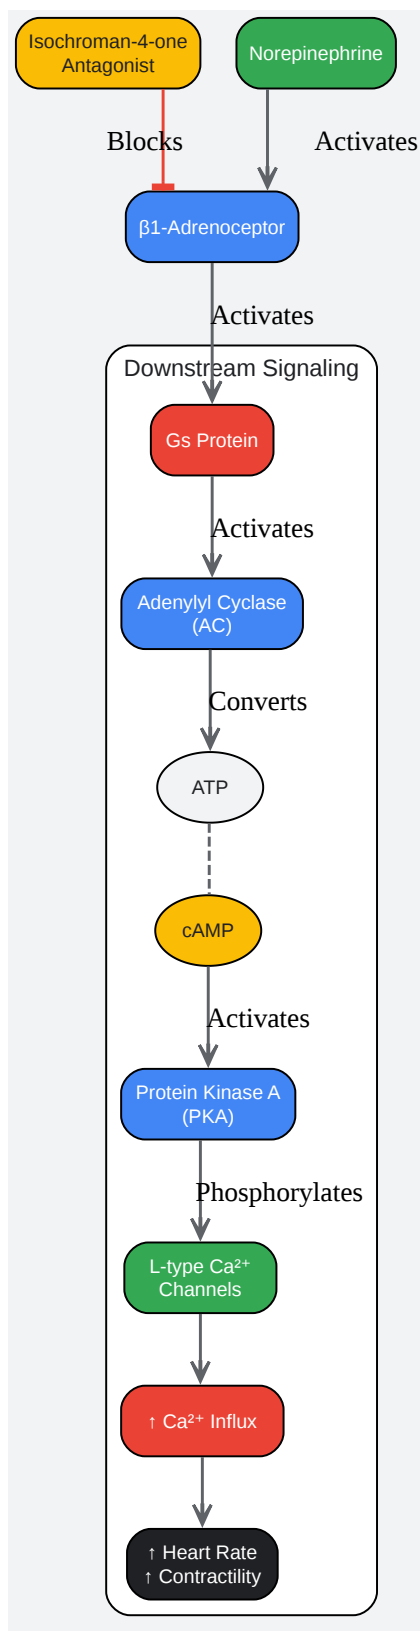 Isochroman-4-one
Antagonist
Norepinephrine
Blocks
Activates
β1-Adrenoceptor
Activates
Downstream Signaling
Gs Protein
Activates
Adenylyl Cyclase
(AC)
Converts
ATP
cAMP
Activates
Protein Kinase A
(PKA)
Phosphorylates
L-type Ca²⁺
Channels
↑ Ca²⁺ Influx
↑ Heart Rate
↑ Contractility